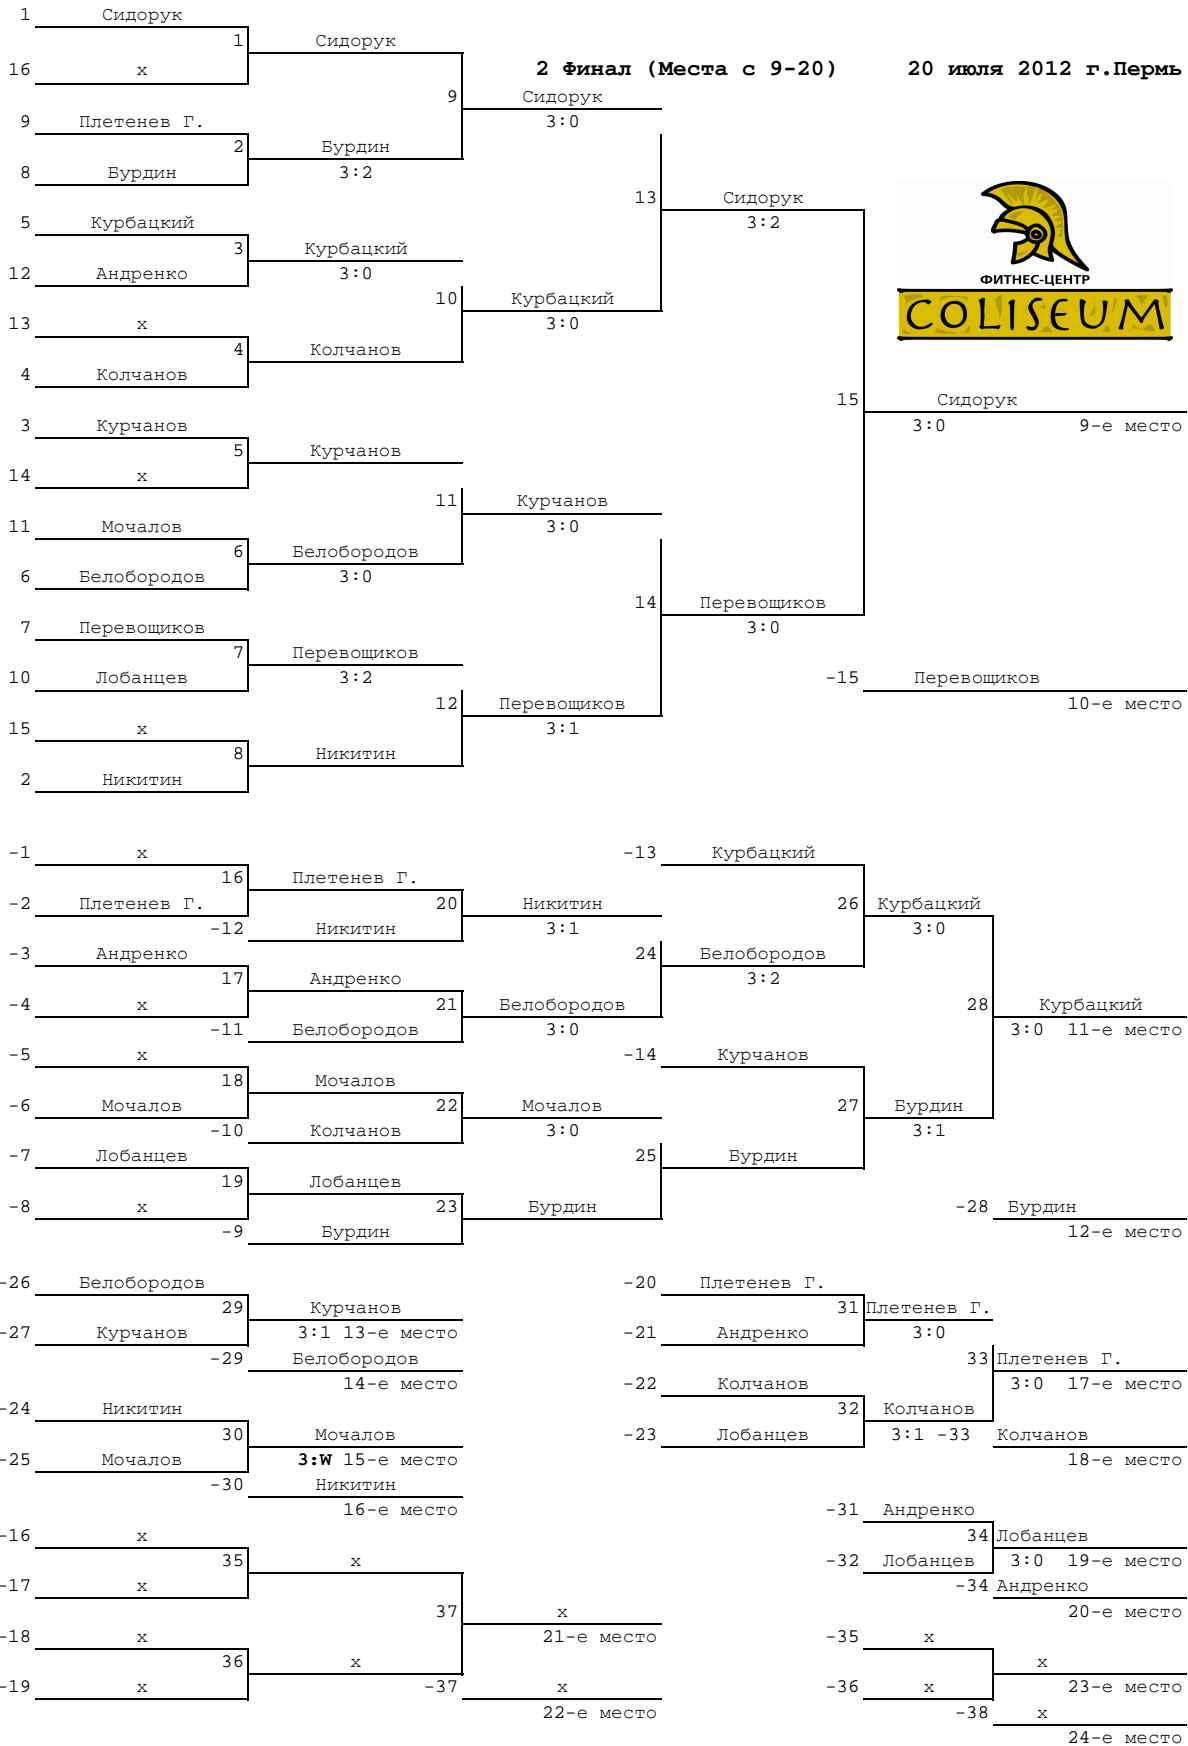 1 Сидорук
1 Сидорук
16 х 2 Финал (Места с 9-20) 20 июля 2012 г.Пермь
9 Сидорук
9 Плетенев Г. 3:0
2 Бурдин
8 Бурдин 3:2
13 Сидорук
5 Курбацкий 3:2
3 Курбацкий
12 Андренко 3:0
ФИТНЕС-ЦЕНТР
10 Курбацкий
COLISEUM
13 х 3:0
4 Колчанов
4 Колчанов
15 Сидорук
3 Курчанов 3:0 9-е место
5 Курчанов
14 х
11 Курчанов
11 Мочалов 3:0
6 Белобородов
6 Белобородов 3:0
14 Перевощиков
7 Перевощиков 3:0
7 Перевощиков
10 Лобанцев 3:2 -15 Перевощиков
12 Перевощиков 10-е место
15 х 3:1
8 Никитин
2 Никитин
-1 х -13 Курбацкий
16 Плетенев Г.
-2 Плетенев Г. 20 Никитин 26 Курбацкий
-12 Никитин 3:1 3:0
-3 Андренко 24 Белобородов
17 Андренко 3:2
-4 х 21 Белобородов 28 Курбацкий
-11 Белобородов 3:0 3:0 11-е место
-5 х -14 Курчанов
18 Мочалов
-6 Мочалов 22 Мочалов 27 Бурдин
-10 Колчанов 3:0 3:1
-7 Лобанцев 25 Бурдин
19 Лобанцев
-8 х 23 Бурдин -28 Бурдин
-9 Бурдин 12-е место
-26 Белобородов -20 Плетенев Г.
29 Курчанов 31 Плетенев Г.
-27 Курчанов 3:1 13-е место -21 Андренко 3:0
-29 Белобородов 33 Плетенев Г.
14-е место -22 Колчанов 3:0 17-е место
-24 Никитин 32 Колчанов
30 Мочалов -23 Лобанцев 3:1 -33 Колчанов
-25 Мочалов 3:W 15-е место 18-е место
-30 Никитин
16-е место -31 Андренко
-16 х 34 Лобанцев
35 х -32 Лобанцев 3:0 19-е место
-17 х -34 Андренко
37 х 20-е место
-18 х 21-е место -35 х
36 х х
-19 х -37 х -36 х 23-е место
22-е место -38 х
24-е место